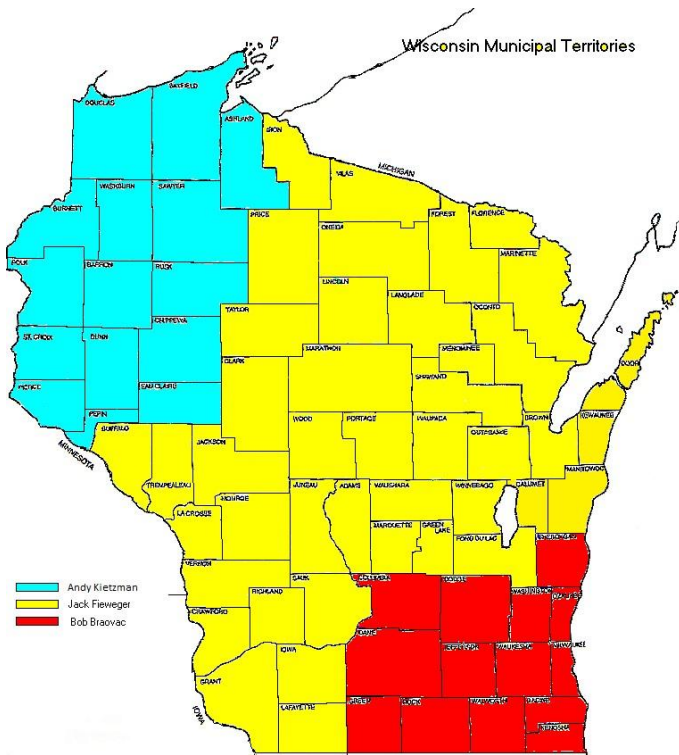 Wisconsin Municipal Territories
DOUGLAS
BAYFIELD
ASHLAND
IRON
VILAS
MICHIGAN
WASHBURN
SAWYER
BURNETT
PRICE
ONEIDA
FOREST
FLORENCE
MARINETTE
POLK
BARRON
RUSK
LINCOLN
LANGLADE
OCONTO
TAYLOR
CHIPPEWA
ST. CROIX
DUNN
CLARK
MARATHON
MENOMINEE
SHAWANO
DOOR
PIERCE
EAU CLAIRE
PEPIN
BUFFALO
JACKSON
WOOD
PORTAGE
WAUPACA
BROWN
KEWAUNEE
OUTAGAMIE
MINNESOTA
TREMPEALEAU
MONROE
JUNEAU
ADAMS
WAUSHARA
WINNEBAGO
CALUMET
MANITOWOC
LA CROSSE
MARQUETTE
GREEN
LAKE
FOND DU LAC
SHEBOYGAN
VERNON
SAUK
COLUMBIA
DODGE
WASHINGTON
OZAUKEE
RICHLAND
CRAWFORD
DANE
JEFFERSON
WAUKESHA
MILWAUKEE
IOWA
GRANT
LAFAYETTE
GREEN
ROCK
WALWORTH
RACINE
KENOSHA
IOWA
Andy Kietzman
Jack Fieweger
Bob Braovac